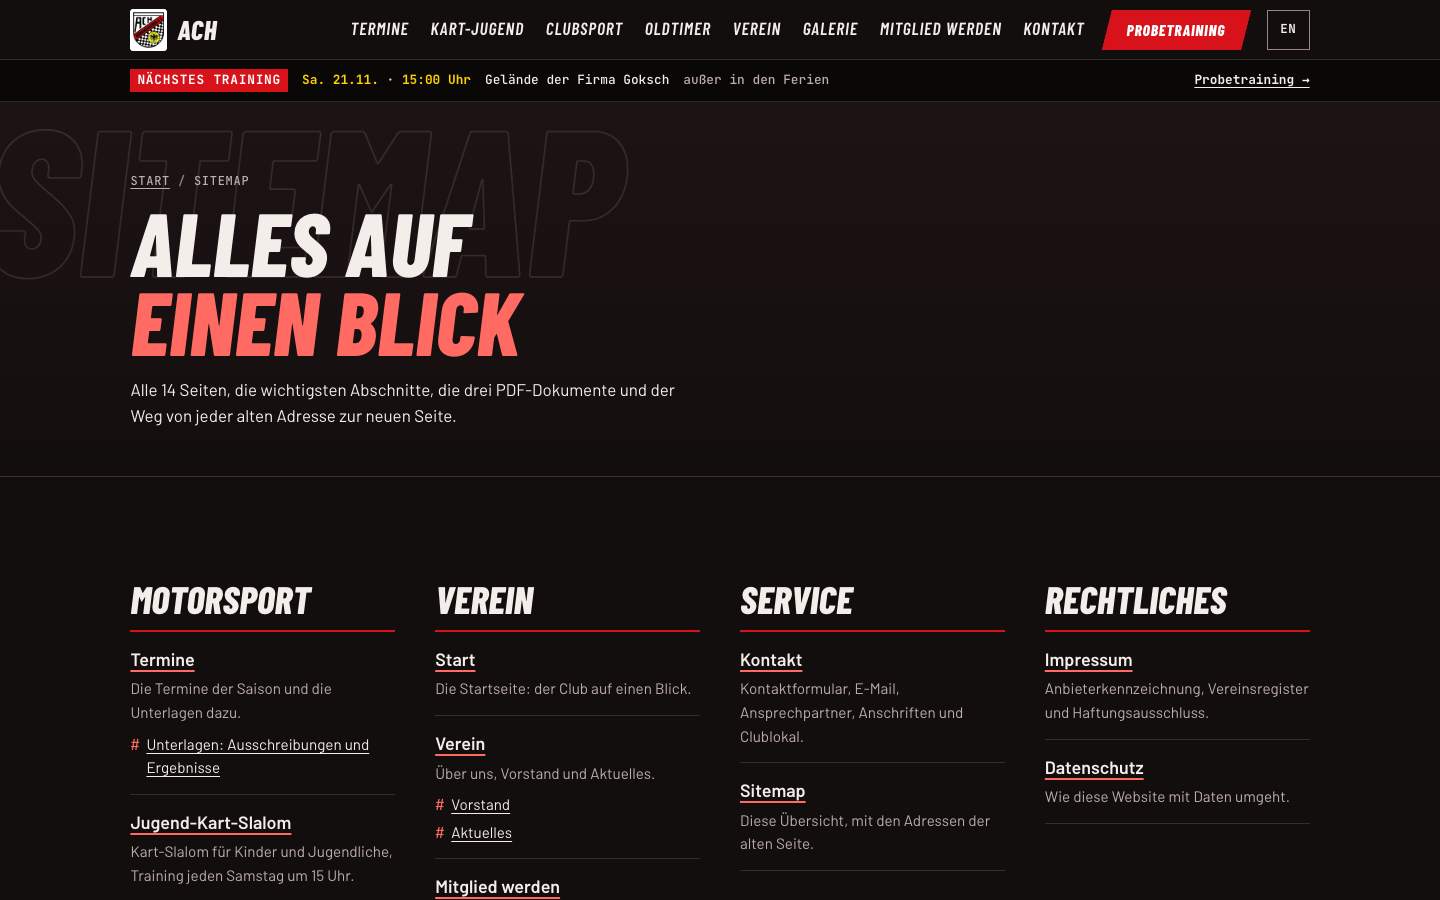 ACH
TERMINE KART-JUGEND CLUBSPORT OLDTIMER VEREIN GALERIE MITGLIED WERDEN KONTAKT PROBETRAINING EN
NÄCHSTES TRAINING Sa. 21.11. · 15:00 Uhr Gelände der Firma Goksch außer in den Ferien Probetraining →
SITEMAP
START / SITEMAP
ALLES AUF
EINEN BLICK
Alle 14 Seiten, die wichtigsten Abschnitte, die drei PDF-Dokumente und der
Weg von jeder alten Adresse zur neuen Seite.
MOTORSPORT
Termine
Die Termine der Saison und die
Unterlagen dazu.
# Unterlagen: Ausschreibungen und
Ergebnisse
Jugend-Kart-Slalom
Kart-Slalom für Kinder und Jugendliche,
Training jeden Samstag um 15 Uhr.
VEREIN
Start
Die Startseite: der Club auf einen Blick.
Verein
Über uns, Vorstand und Aktuelles.
# Vorstand
# Aktuelles
Mitglied werden
SERVICE
Kontakt
Kontaktformular, E-Mail,
Ansprechpartner, Anschriften und
Clublokal.
Sitemap
Diese Übersicht, mit den Adressen der
alten Seite.
RECHTLICHES
Impressum
Anbieterkennzeichnung, Vereinsregister
und Haftungsausschluss.
Datenschutz
Wie diese Website mit Daten umgeht.